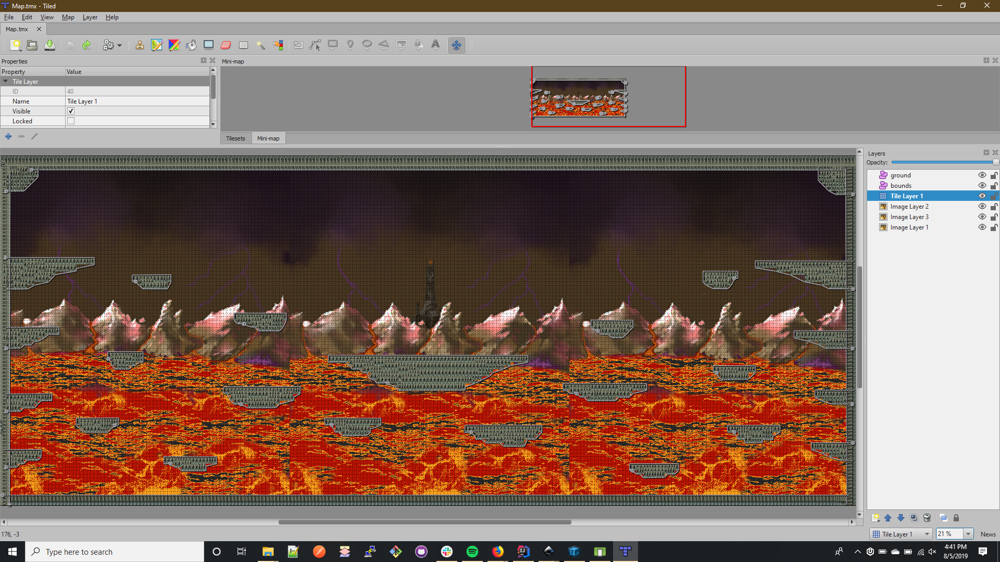 Map.tmx - Tiled
File Edit View Map Layer Help
Map.tmx
Properties
Mini-map
Property Value
Tile Layer
ID 40
Name Tile Layer 1
Visible
Locked
Tilesets Mini-map
Layers
Opacity:
ground
bounds
Tile Layer 1
Image Layer 2
Image Layer 3
Image Layer 1
176, -3
Tile Layer 1 21 % News
Type here to search
4:41 PM
8/5/2019